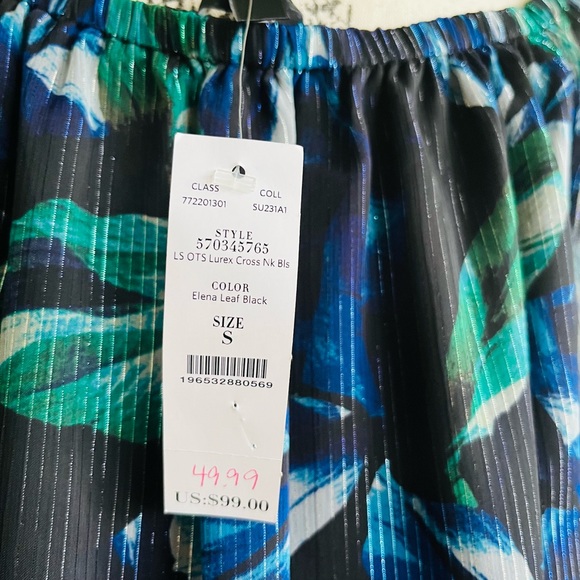 CLASS COLL
772201301 SU231A1
STYLE
570345765
LS OTS Lurex Cross Nk Bls
COLOR
Elena Leaf Black
SIZE
S
196532880569
49.99
US:$99.00